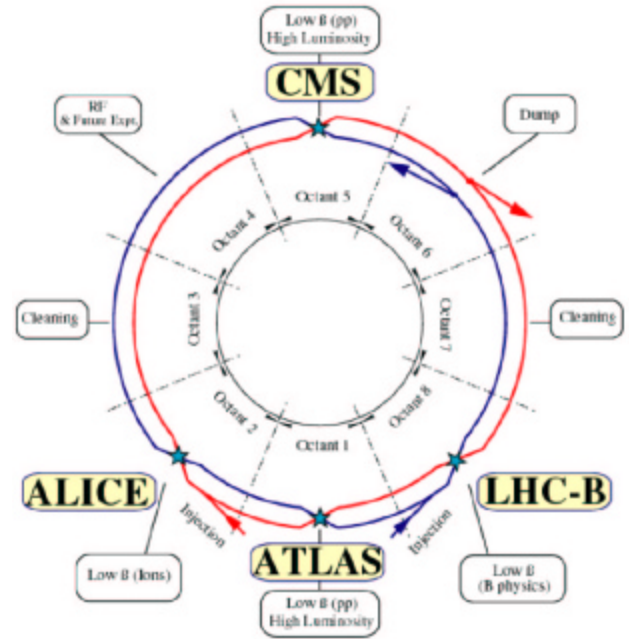 Low ß (pp)
High Luminosity
CMS
RF
& Future Expt.
Dump
Octant 5
Octant 4
Octant 6
Cleaning
Octant 3
Octant 7
Cleaning
Octant 2
Octant 8
Octant 1
ALICE
LHC-B
Injection
Injection
ATLAS
Low ß (Ions)
Low ß
(B physics)
Low ß (pp)
High Luminosity